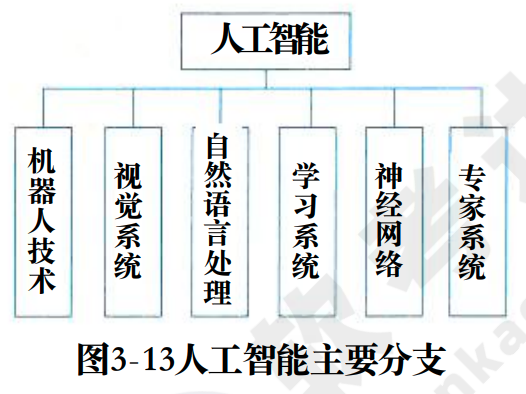 人工智能
机器人技术
视觉系统
自然语言处理
学习系统
神经网络
专家系统
图3-13人工智能主要分支